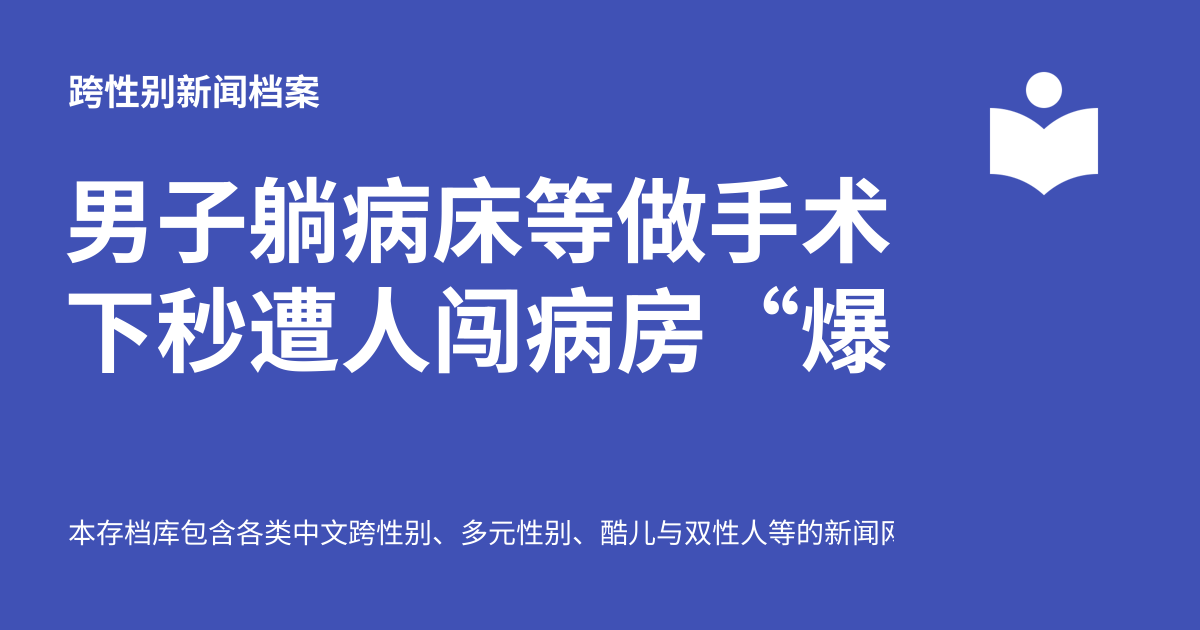 跨性别新闻档案
男子躺病床等做手术
下秒遭人闯病房“爆
本存档库包含各类中文跨性别、多元性别、酷儿与双性人等的新闻